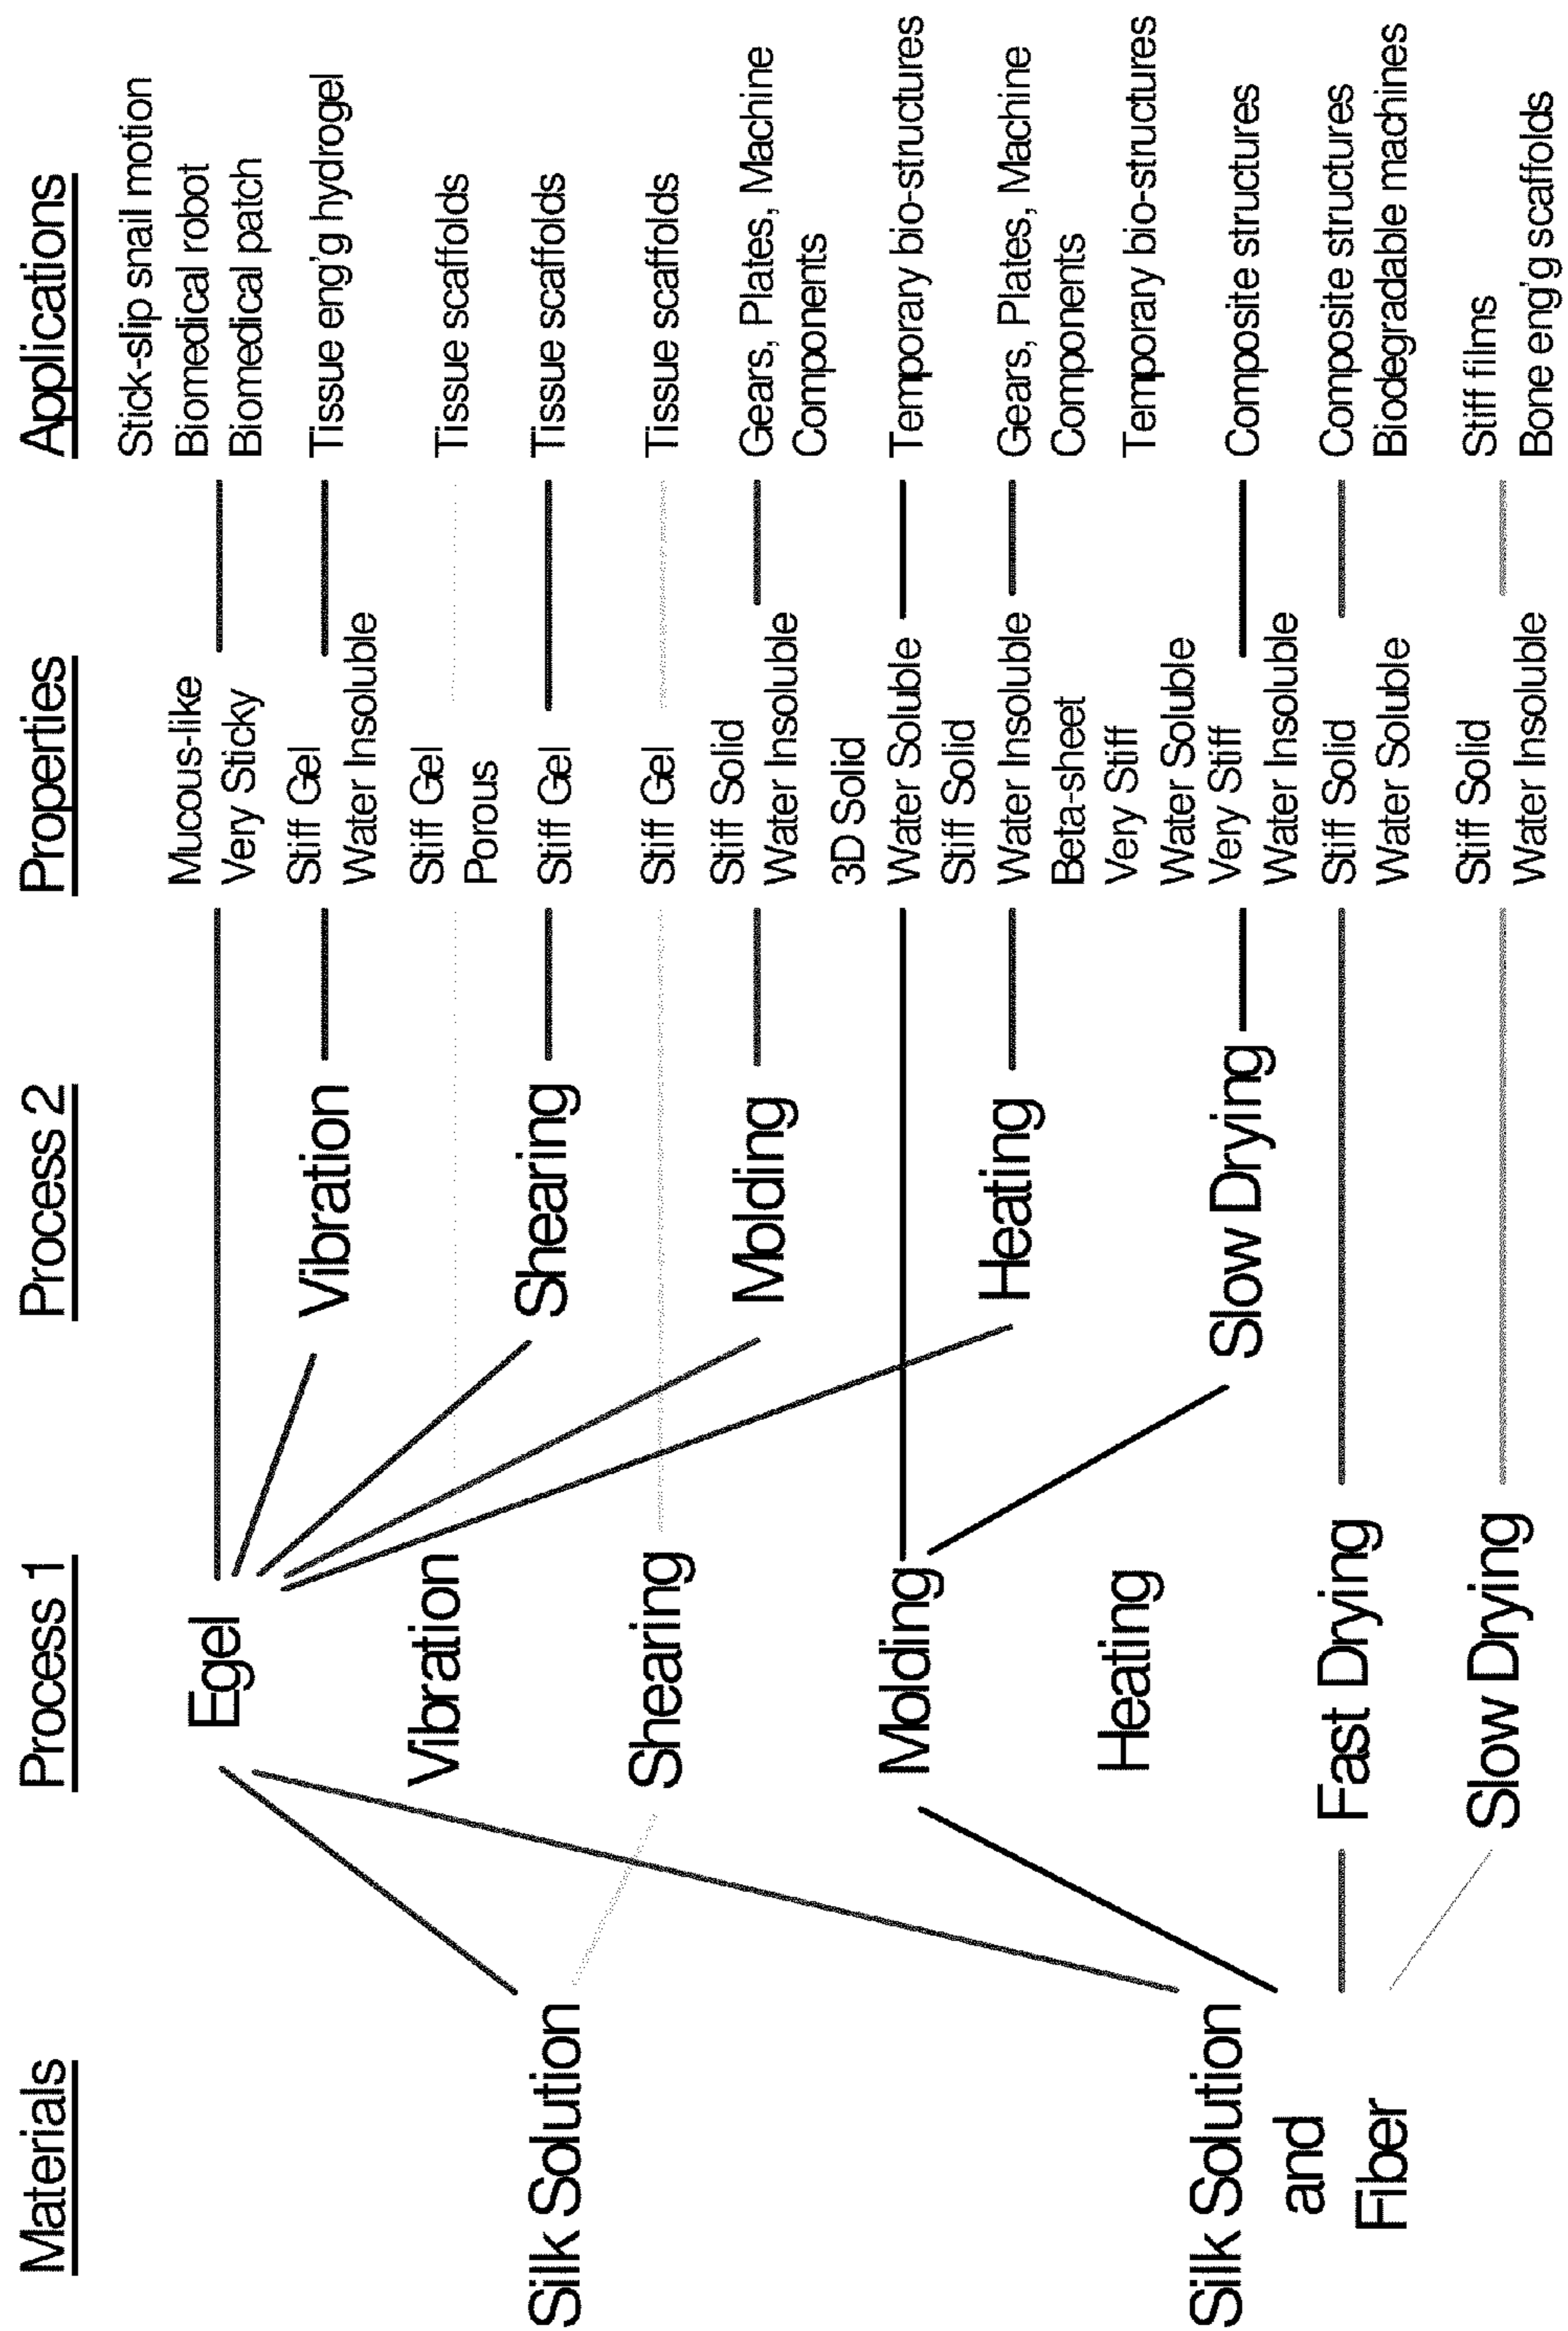 Materials
Process 1
Process 2
Properties
Applications
Silk Solution
Silk Solution
and
Fiber
Egel
Vibration
Shearing
Molding
Heating
Fast Drying
Slow Drying
Vibration
Shearing
Molding
Heating
Slow Drying
Mucous-like
Very Sticky
Stiff Gel
Water Insoluble
Stiff Gel
Porous
Stiff Gel
Stiff Gel
Stiff Solid
Water Insoluble
3D Solid
Water Soluble
Stiff Solid
Water Insoluble
Beta-sheet
Very Stiff
Water Soluble
Very Stiff
Water Insoluble
Stiff Solid
Water Soluble
Stiff Solid
Water Insoluble
Stick-slip snail motion
Biomedical robot
Biomedical patch
Tissue eng'g hydrogel
Tissue scaffolds
Tissue scaffolds
Tissue scaffolds
Gears, Plates, Machine
Components
Temporary bio-structures
Gears, Plates, Machine
Components
Temporary bio-structures
Composite structures
Composite structures
Biodegradable machines
Stiff films
Bone eng'g scaffolds